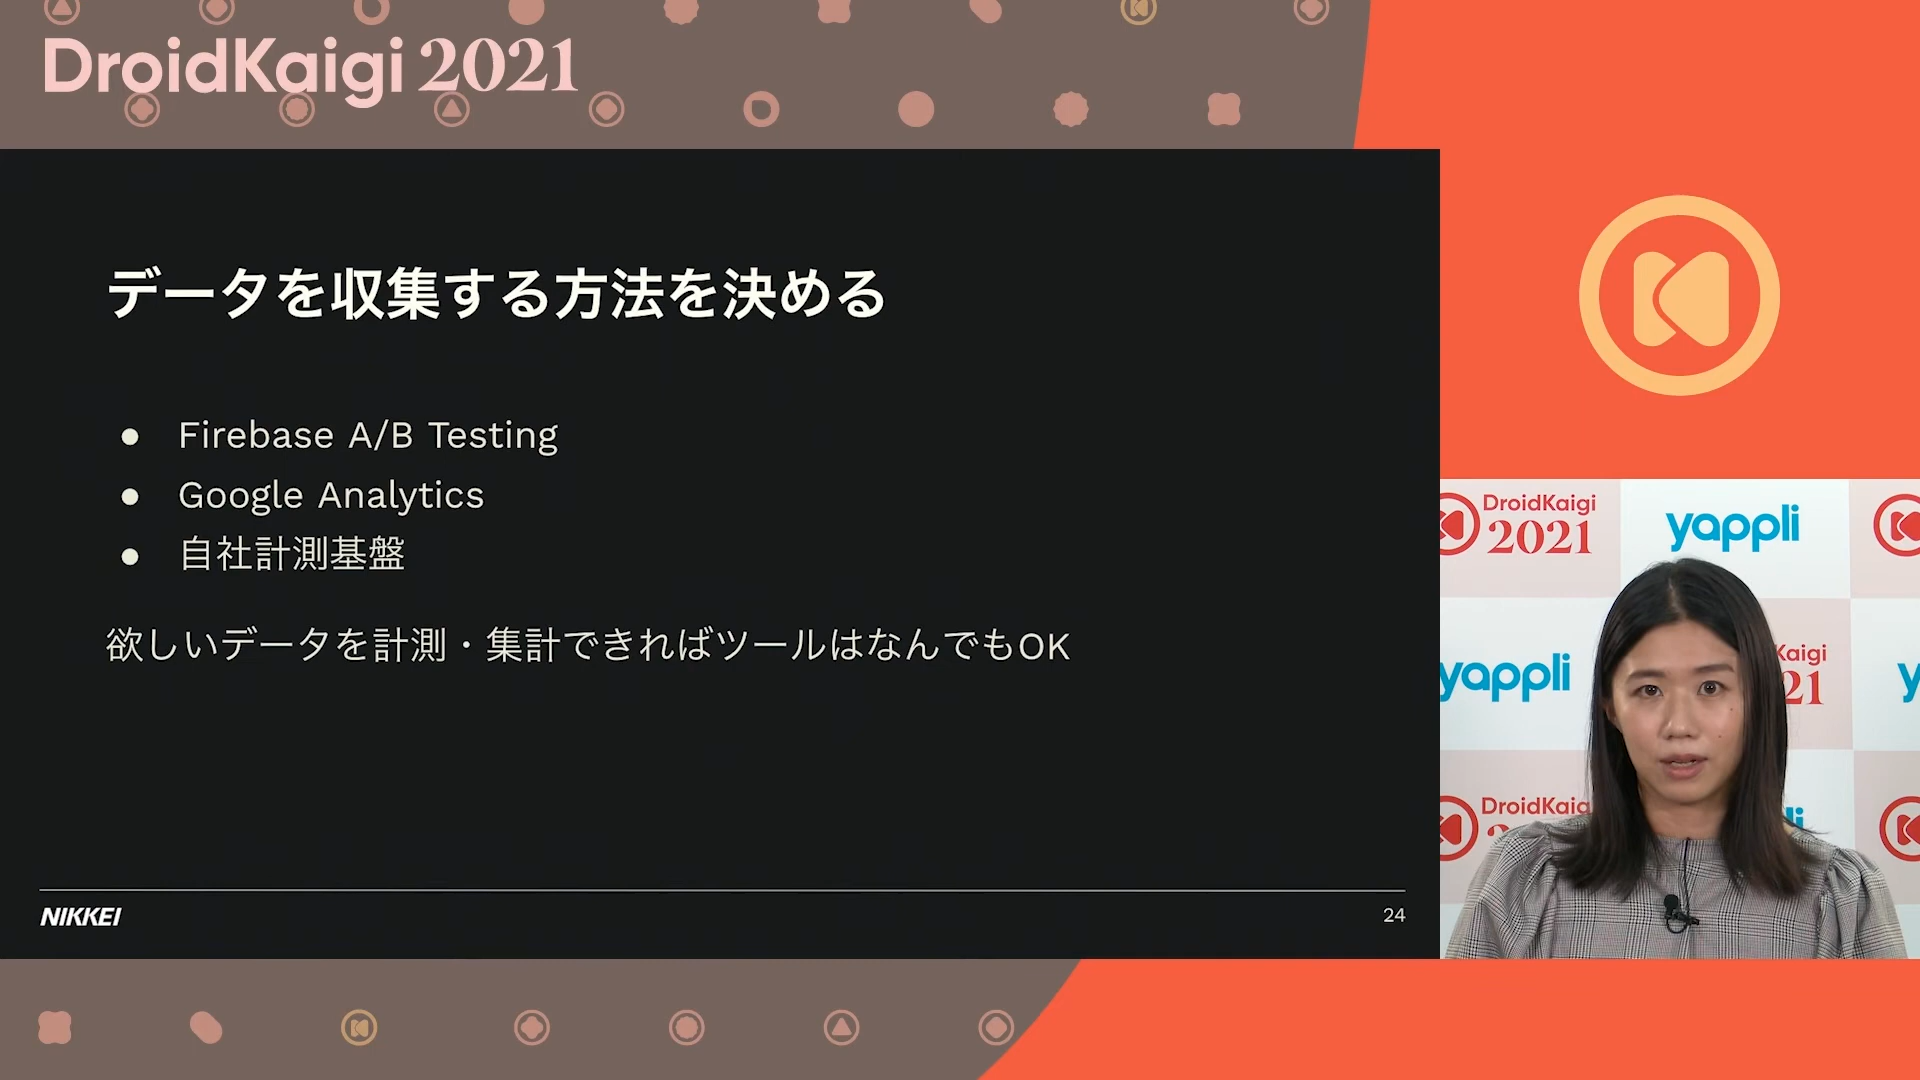 DroidKaigi 2021
データを収集する方法を決める
● Firebase A/B Testing
● Google Analytics
● 自社計測基盤
欲しいデータを計測・集計できればツールはなんでもOK
NIKKEI
24
DroidKaigi
2021
yappli
yappli
Kaigi
21
DroidKaig